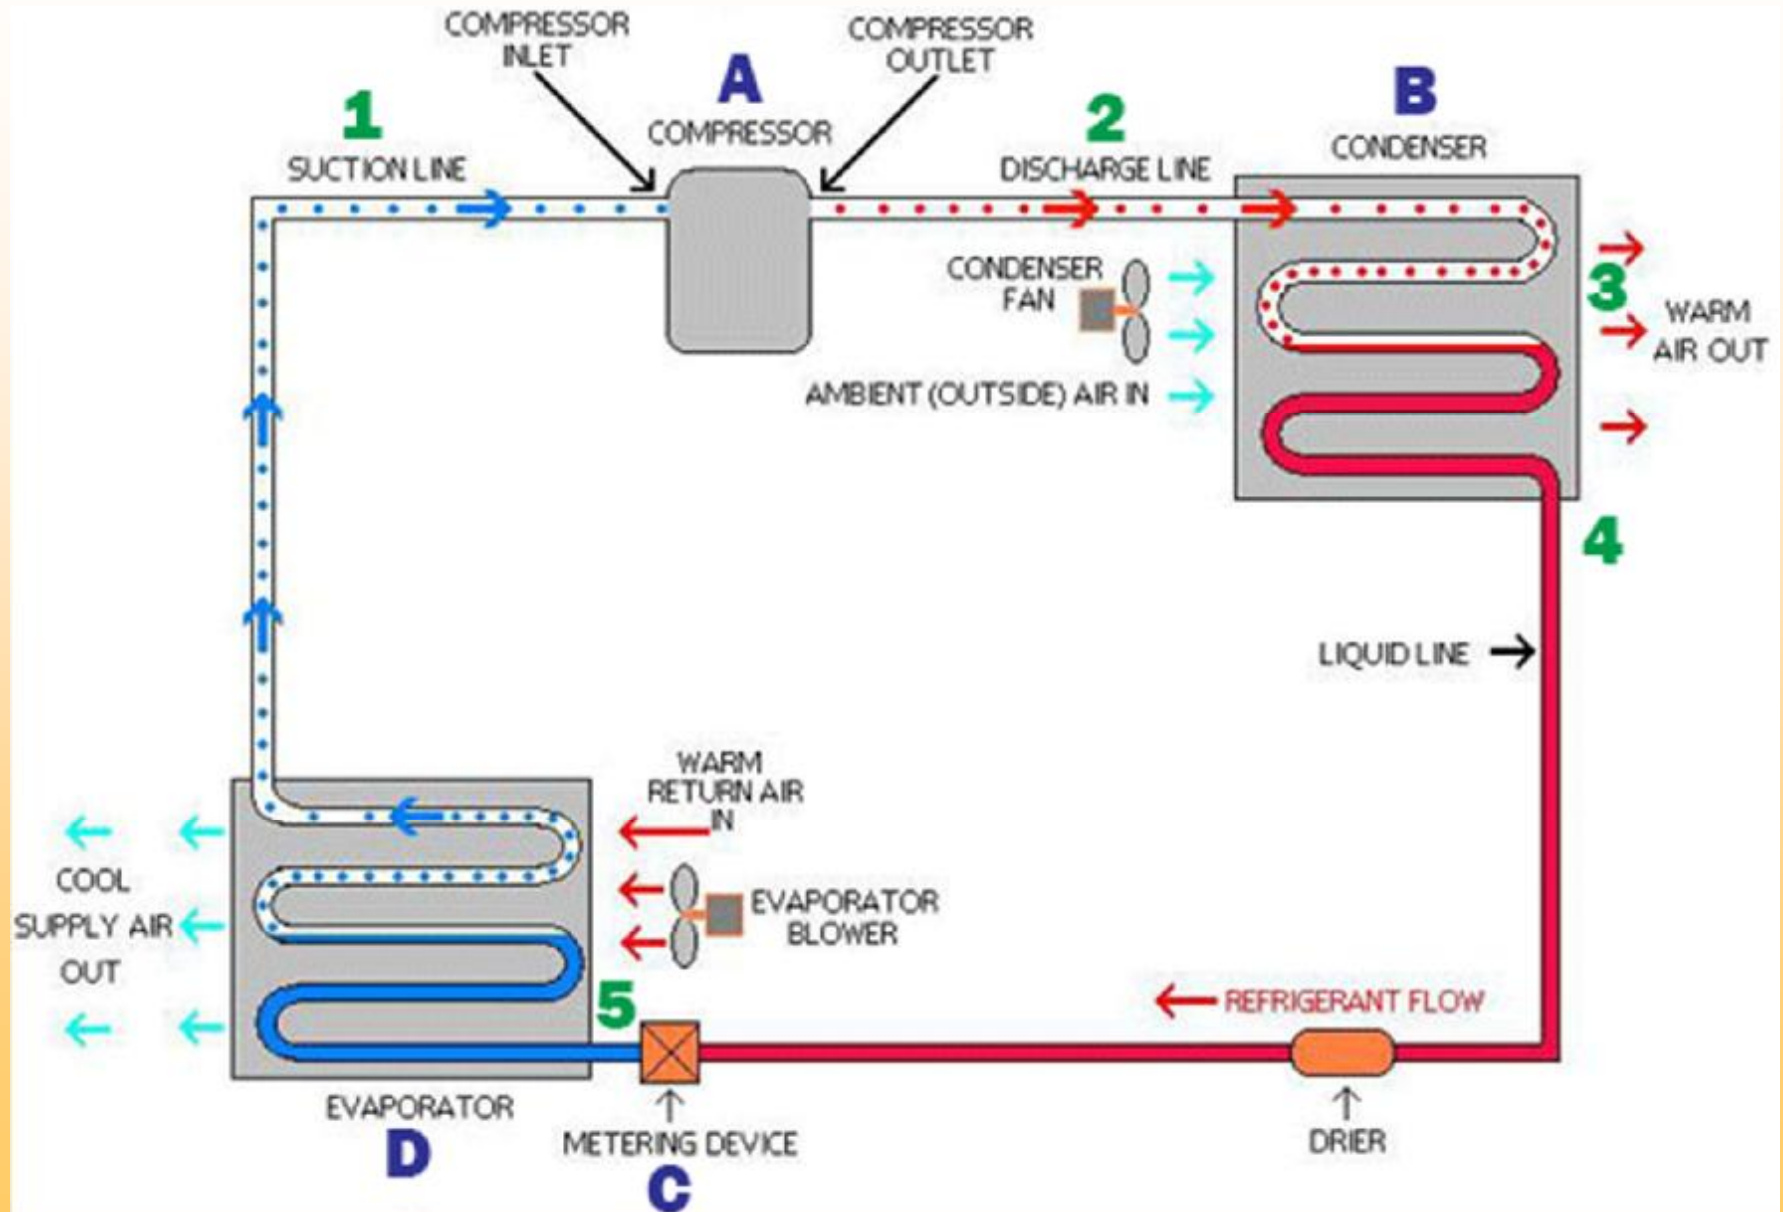 COMPRESSOR
INLET
COMPRESSOR
OUTLET
A
COMPRESSOR
B
CONDENSER
1
SUCTION LINE
2
DISCHARGE LINE
CONDENSER
FAN
3
WARM
AIR OUT
AMBIENT (OUTSIDE) AIR IN
4
LIQUID LINE
WARM
RETURN AIR
IN
COOL
SUPPLY AIR
OUT
EVAPORATOR
BLOWER
5
REFRIGERANT FLOW
EVAPORATOR
D
METERING DEVICE
C
DRIER